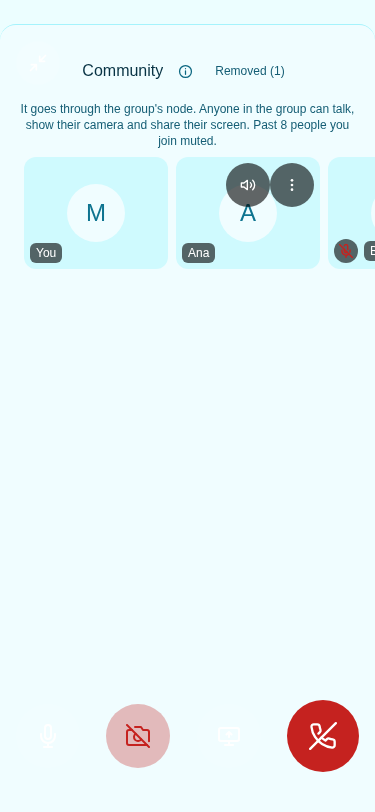 Community
Removed (1)
It goes through the group's node. Anyone in the group can talk,
show their camera and share their screen. Past 8 people you
join muted.
M
A
You
Ana